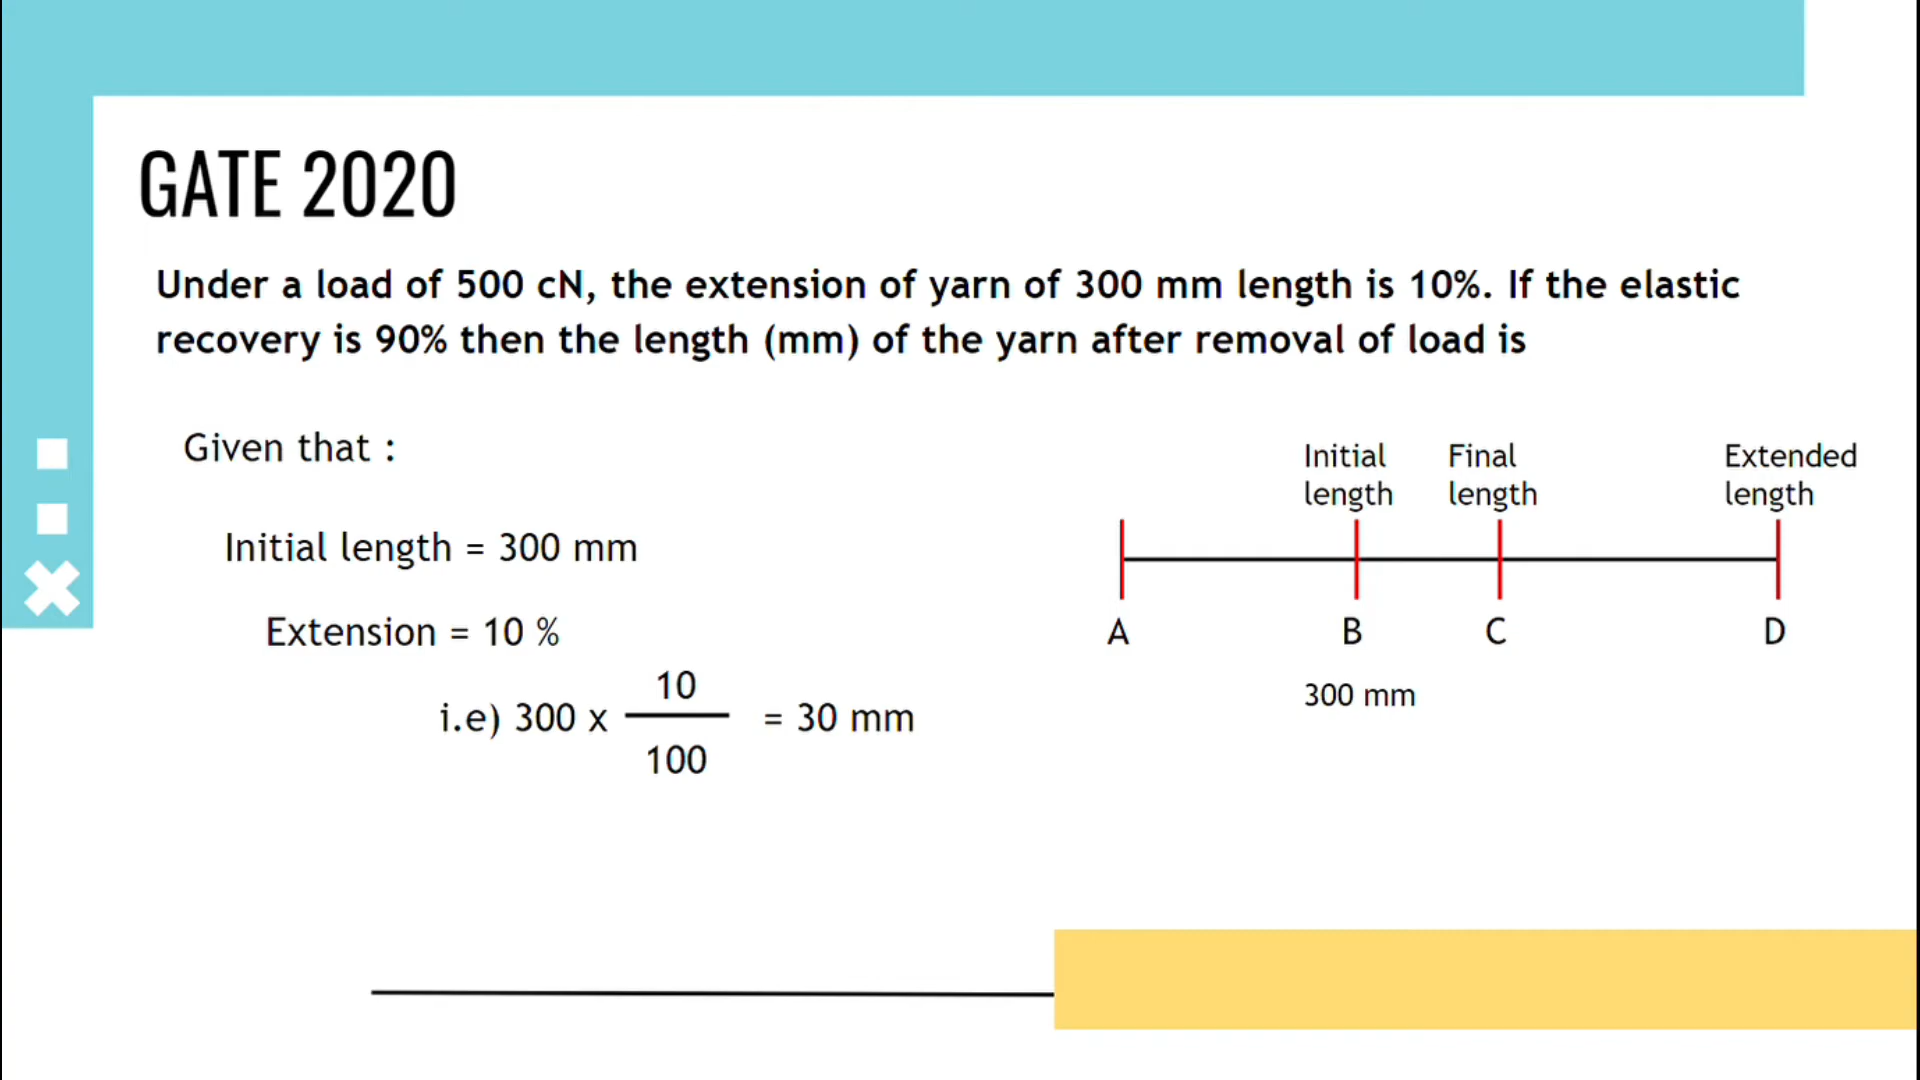 GATE 2020
Under a load of 500 cN, the extension of yarn of 300 mm length is 10%. If the elastic
recovery is 90% then the length (mm) of the yarn after removal of load is
Given that :
Initial length = 300 mm
Extension = 10 %
i.e) 300 x 10/100 = 30 mm
Initial length
Final length
Extended length
A B C D
300 mm